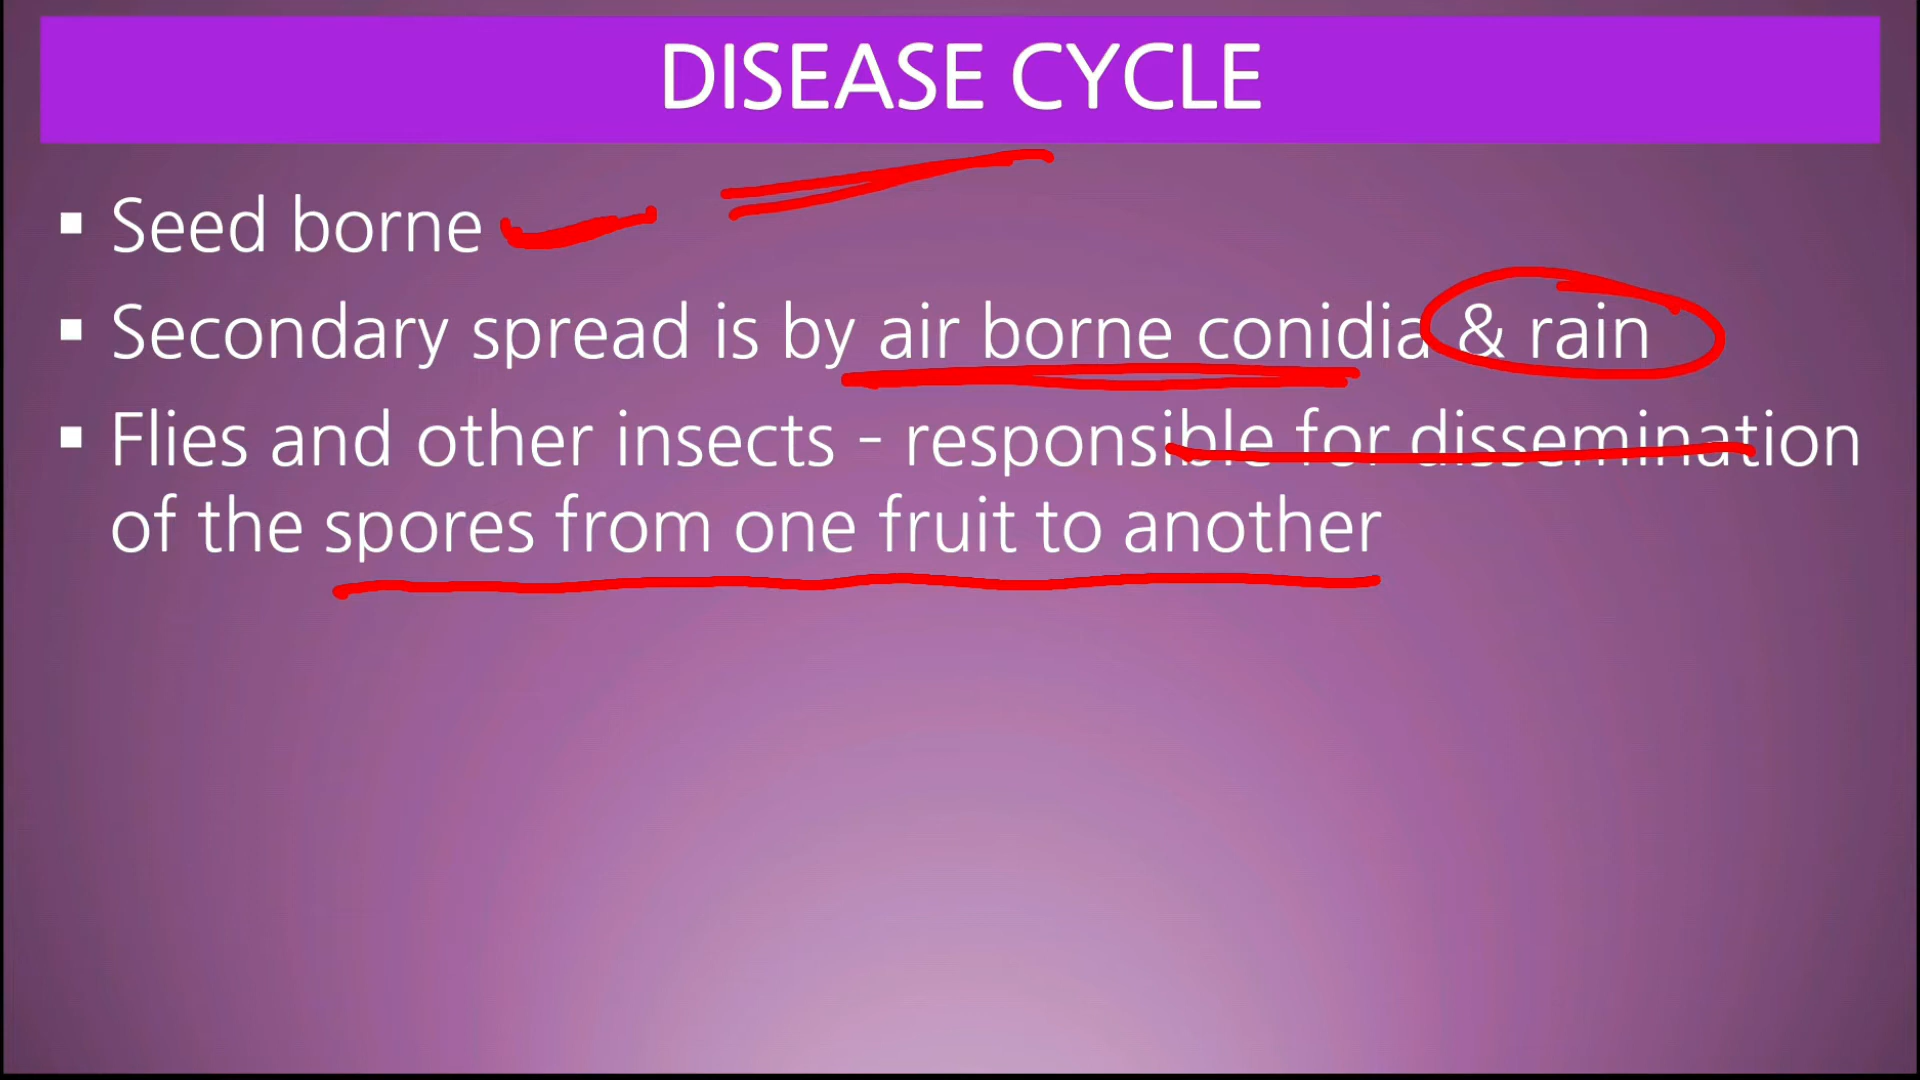 DISEASE CYCLE
▪ Seed borne
▪ Secondary spread is by air borne conidia & rain
▪ Flies and other insects - responsible for dissemination
of the spores from one fruit to another